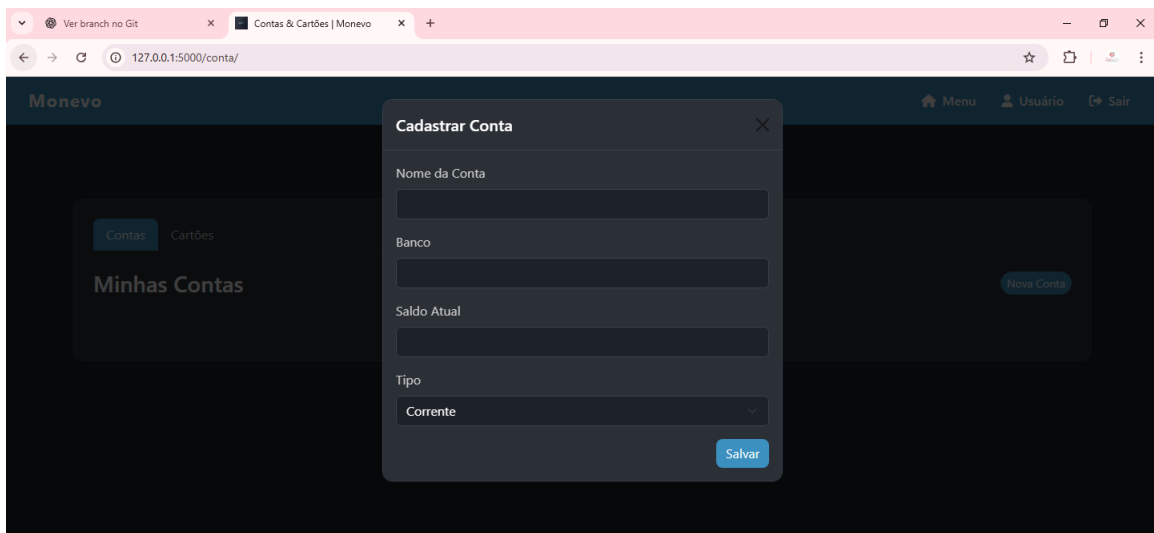 Ver branch no Git
Contas & Cartões | Monevo
127.0.0.1:5000/conta/
Monevo
Menu
Usuário
Sair
Cadastrar Conta
Nome da Conta
Contas
Cartões
Banco
Minhas Contas
Nova Conta
Saldo Atual
Tipo
Corrente
Salvar